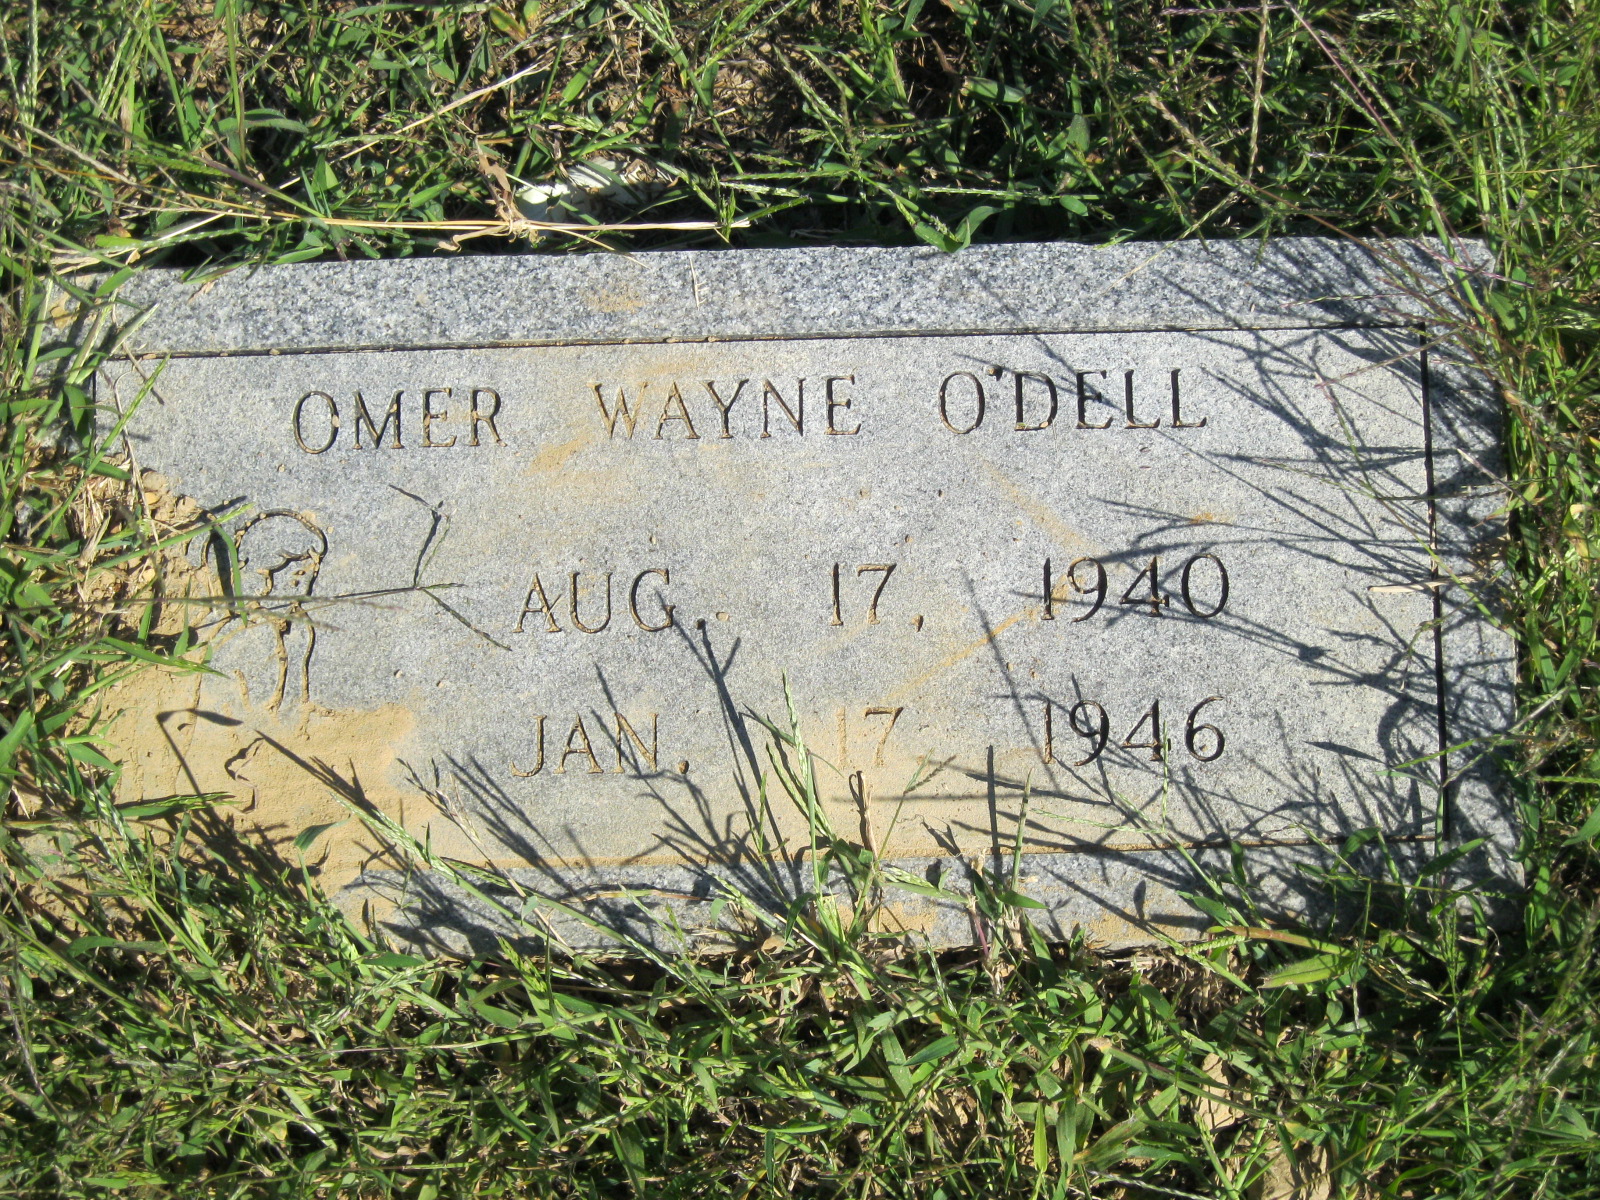 OMER WAYNE O'DELL
AUG. 17, 1940
JAN. 17 1946